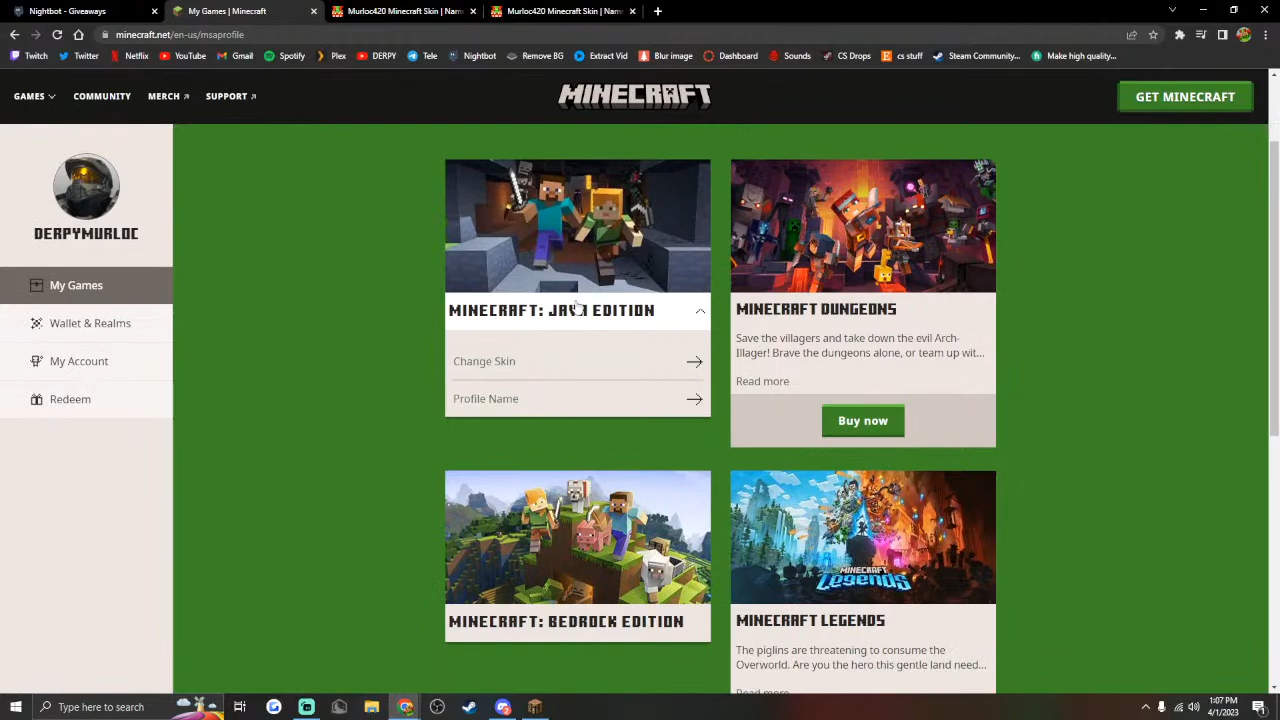 Nightbot - Giveaways
My Games | Minecraft
Murloc420 Minecraft Skin | Nam
Murloc420 Minecraft Skin | Nam
minecraft.net/en-us/msaprofile
Twitch Twitter Netflix YouTube Gmail Spotify Plex DERPY Tele Nightbot Remove BG Extract Vid Blur image Dashboard Sounds CS Drops cs stuff Steam Community... Make high quality...
GAMES COMMUNITY MERCH SUPPORT
MINECRAFT
GET MINECRAFT
DERPYMURLOC
My Games
Wallet & Realms
My Account
Redeem
MINECRAFT: JAVA EDITION
Change Skin
Profile Name
MINECRAFT DUNGEONS
Save the villagers and take down the evil Arch-
Illager! Brave the dungeons alone, or team up wit...
Read more
Buy now
MINECRAFT: BEDROCK EDITION
MINECRAFT LEGENDS
MINECRAFT LEGENDS
The piglins are threatening to consume the
Overworld. Are you the hero this gentle land need...
Read more
Type here to search
1:07 PM
4/1/2023